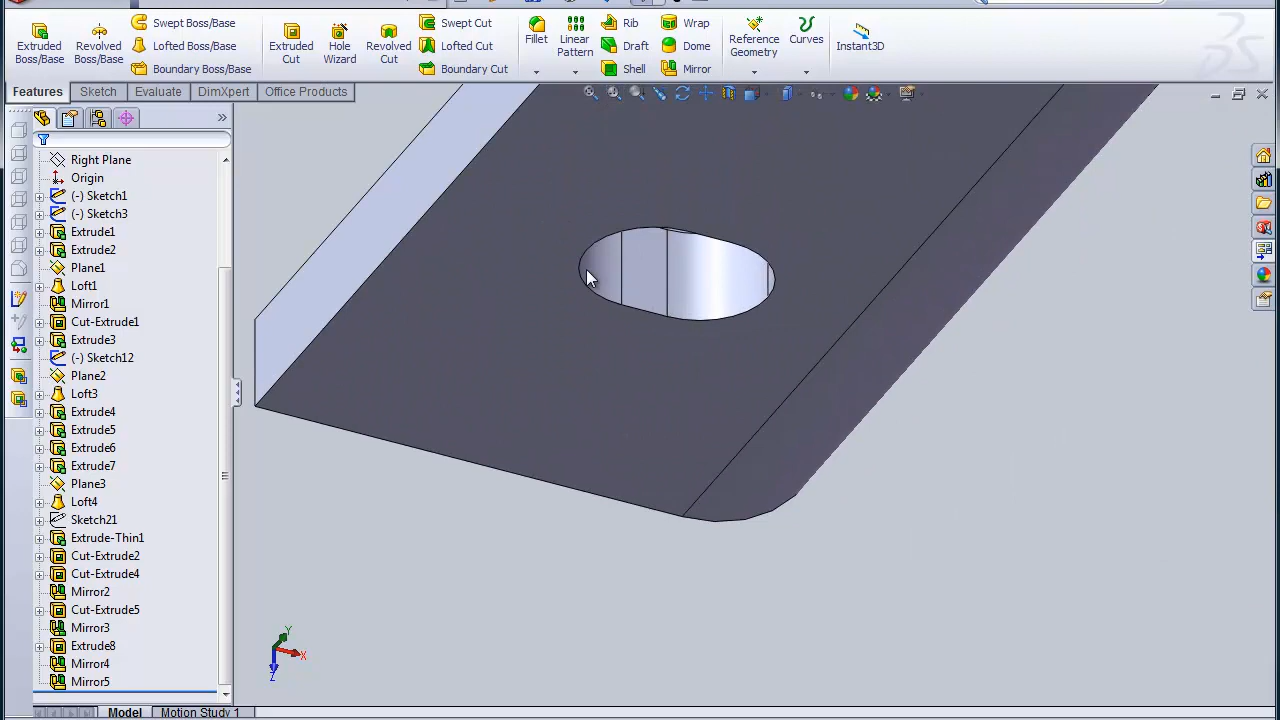 Swept Boss/Base
Swept Cut
Rib
Wrap
Extruded Boss/Base
Revolved Boss/Base
Lofted Boss/Base
Extruded Cut
Hole Wizard
Revolved Cut
Lofted Cut
Fillet
Linear Pattern
Draft
Dome
Reference Geometry
Curves
Instant3D
Boundary Boss/Base
Boundary Cut
Shell
Mirror
Features
Sketch
Evaluate
DimXpert
Office Products
Right Plane
Origin
(-) Sketch1
(-) Sketch3
Extrude1
Extrude2
Plane1
Loft1
Mirror1
Cut-Extrude1
Extrude3
(-) Sketch12
Plane2
Loft3
Extrude4
Extrude5
Extrude6
Extrude7
Plane3
Loft4
Sketch21
Extrude-Thin1
Cut-Extrude2
Cut-Extrude4
Mirror2
Cut-Extrude5
Mirror3
Extrude8
Mirror4
Mirror5
Y
X
Z
Model
Motion Study 1